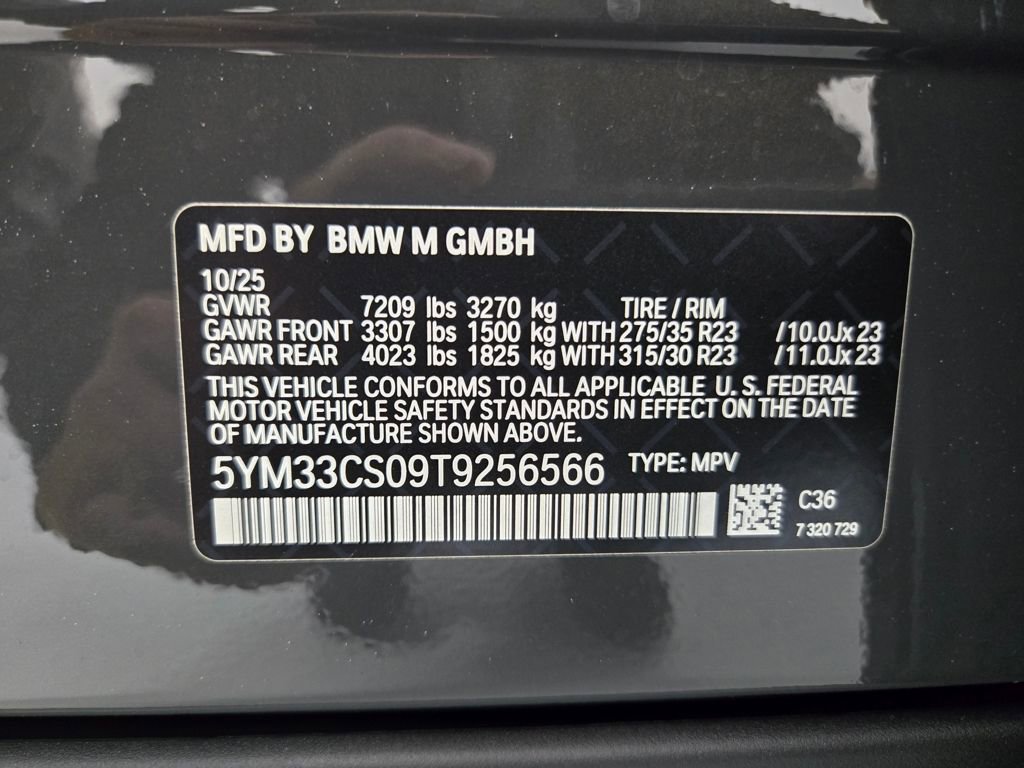 MFD BY BMW M GMBH
10/25
GVWR 7209 lbs 3270 kg TIRE / RIM
GAWR FRONT 3307 lbs 1500 kg WITH 275/35 R23 /10.0Jx 23
GAWR REAR 4023 lbs 1825 kg WITH 315/30 R23 /11.0Jx 23
THIS VEHICLE CONFORMS TO ALL APPLICABLE U. S. FEDERAL
MOTOR VEHICLE SAFETY STANDARDS IN EFFECT ON THE DATE
OF MANUFACTURE SHOWN ABOVE.
5YM33CS09T9256566 TYPE: MPV
C36
7 320 729